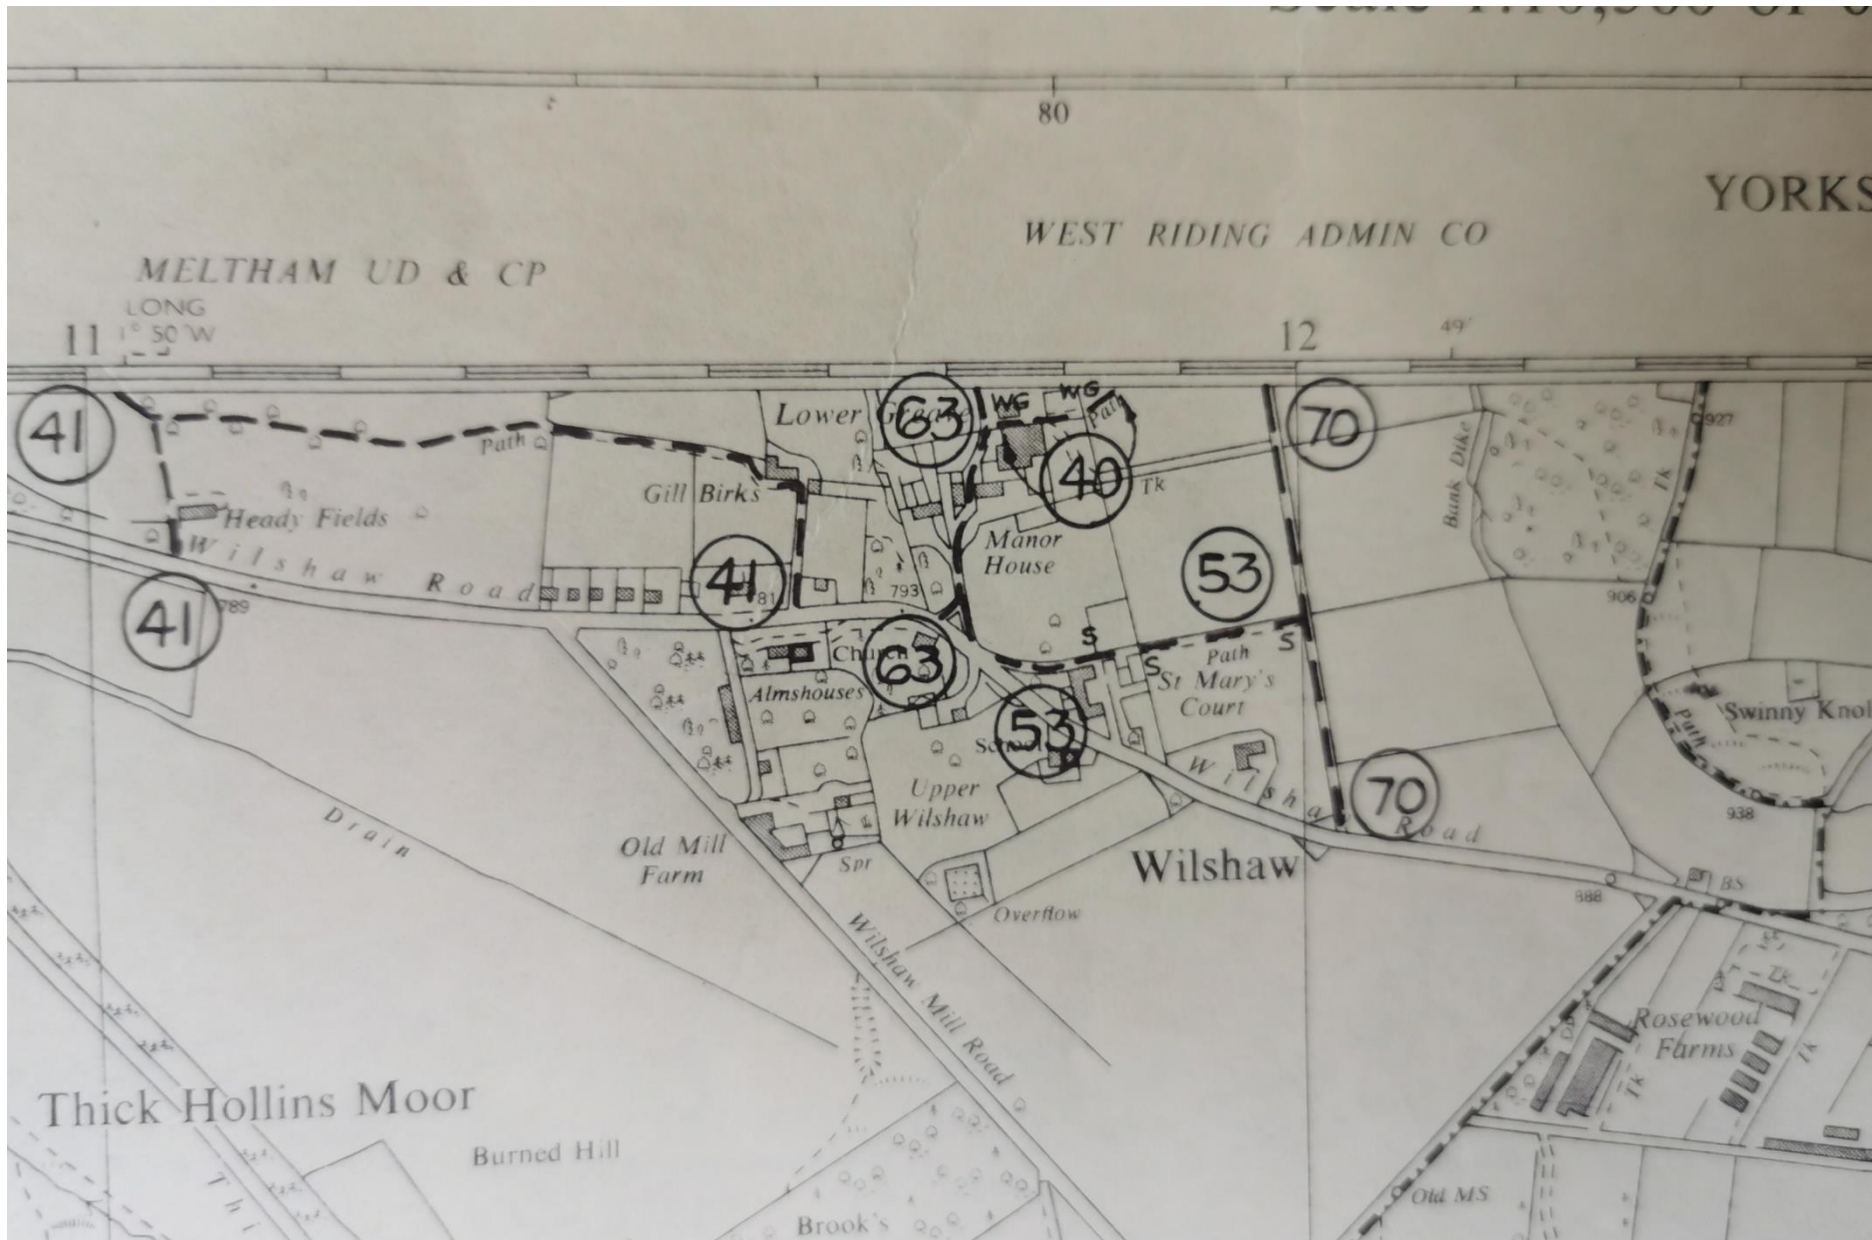 80
YORKS
WEST RIDING ADMIN CO
MELTHAM UD & CP
LONG
1° 50'W
11
12
49'
41
Lower
63
WG
WG
Path
70
927
Path
Gill Birks
40
Tk
Tk
Bank Dike
Heady Fields
Manor
House
53
Wilshaw Road
41
81
793
906
789
41
Church
63
S
S
S
Path
St Mary's
Court
Almshouses
53
Swinny Knol
Path
Upper
Wilshaw
Wilshaw Road
70
938
Old Mill
Farm
Spr
Wilshaw
Drain
Overflow
888
BS
Wilshaw Mill Road
Tk
Rosewood
Farms
Tk
Tk
Thick Hollins Moor
Burned Hill
Thi
Old MS
Brook's